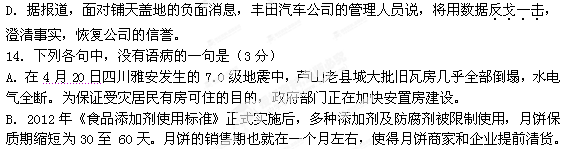 D. 据报道，面对铺天盖地的负面消息，丰田汽车公司的管理人员说，将用数据反戈一击，
澄清事实，恢复公司的信誉。
14. 下列各句中，没有语病的一句是（3 分）
A. 在 4 月 20 日四川雅安发生的 7.0 级地震中，芦山老县城大批旧瓦房几乎全部倒塌，水电
气全断。为保证受灾居民有房可住的目的，政府部门正在加快安置房建设。
B. 2012 年《食品添加剂使用标准》正式实施后，多种添加剂及防腐剂被限制使用，月饼保
质期缩短为 30 至 60 天。月饼的销售期也就在一个月左右，使得月饼商家和企业提前清货。